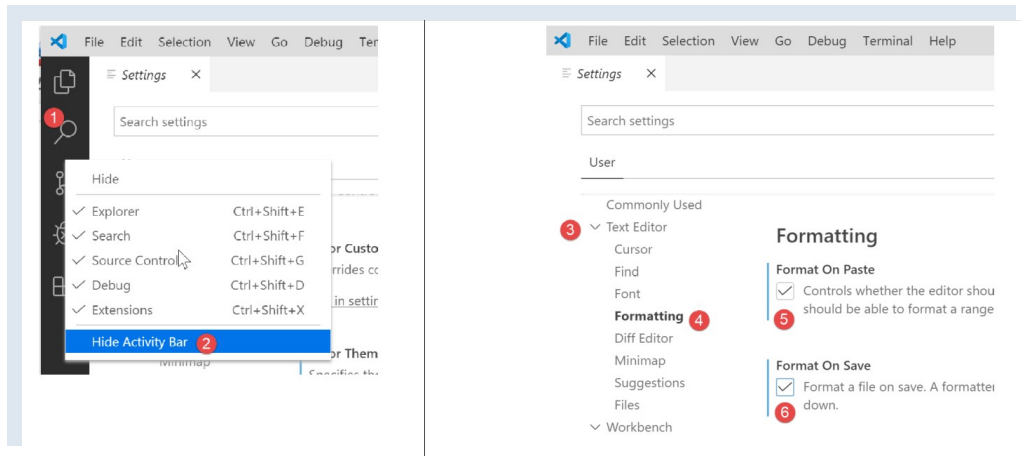 File Edit Selection View Go Debug Ter
Settings
1
Search settings
Hide
Explorer Ctrl+Shift+E
Search Ctrl+Shift+F
Source Control Ctrl+Shift+G
Debug Ctrl+Shift+D
Extensions Ctrl+Shift+X
Hide Activity Bar 2
or Custo
rrides cc
in settir
or Them
Minimap
Specifies th
File Edit Selection View Go Debug Terminal Help
Settings
Search settings
User
Commonly Used
3 Text Editor
Cursor
Find
Font
Formatting 4
Diff Editor
Minimap
Suggestions
Files
Workbench
Formatting
Format On Paste
Controls whether the editor shou
should be able to format a range
5
Format On Save
Format a file on save. A formatter
down.
6